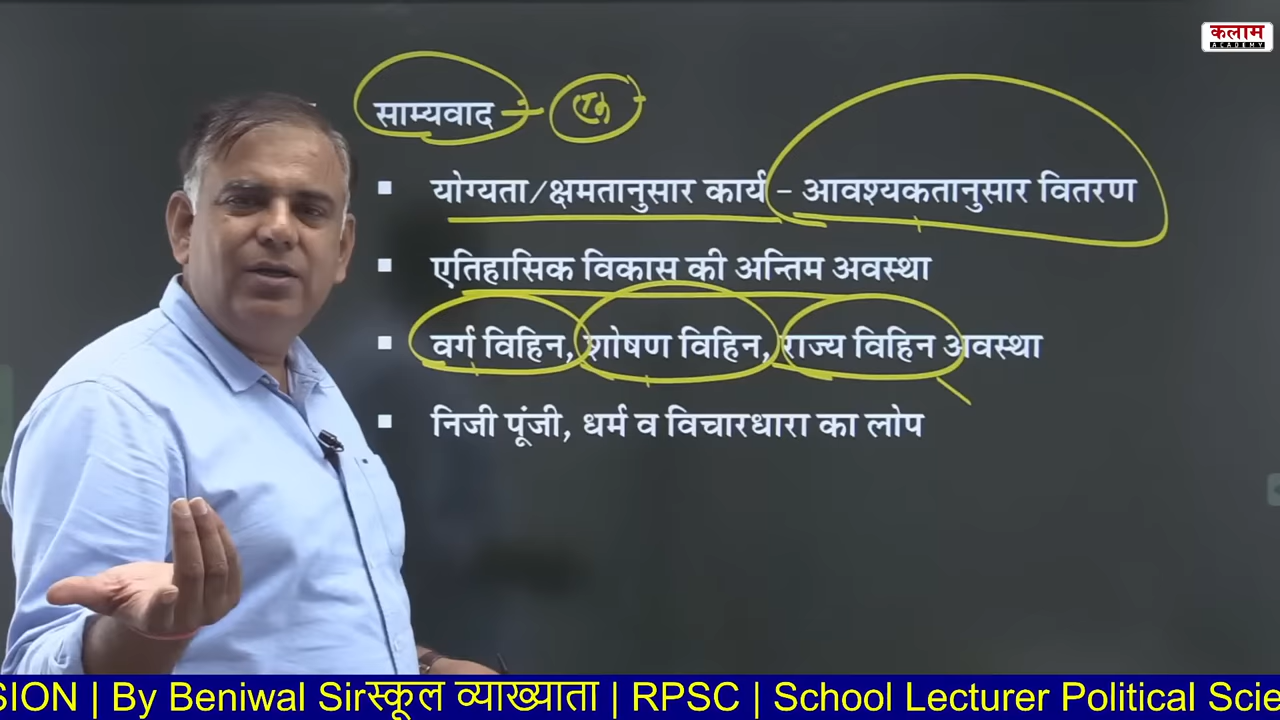 कलाम
ACADEMY
साम्यवाद
योग्यता/क्षमतानुसार कार्य – आवश्यकतानुसार वितरण
एतिहासिक विकास की अन्तिम अवस्था
वर्ग विहिन, शोषण विहिन, राज्य विहिन अवस्था
निजी पूंजी, धर्म व विचारधारा का लोप
SION | By Beniwal Sirस्कूल व्याख्याता | RPSC | School Lecturer Political Scie